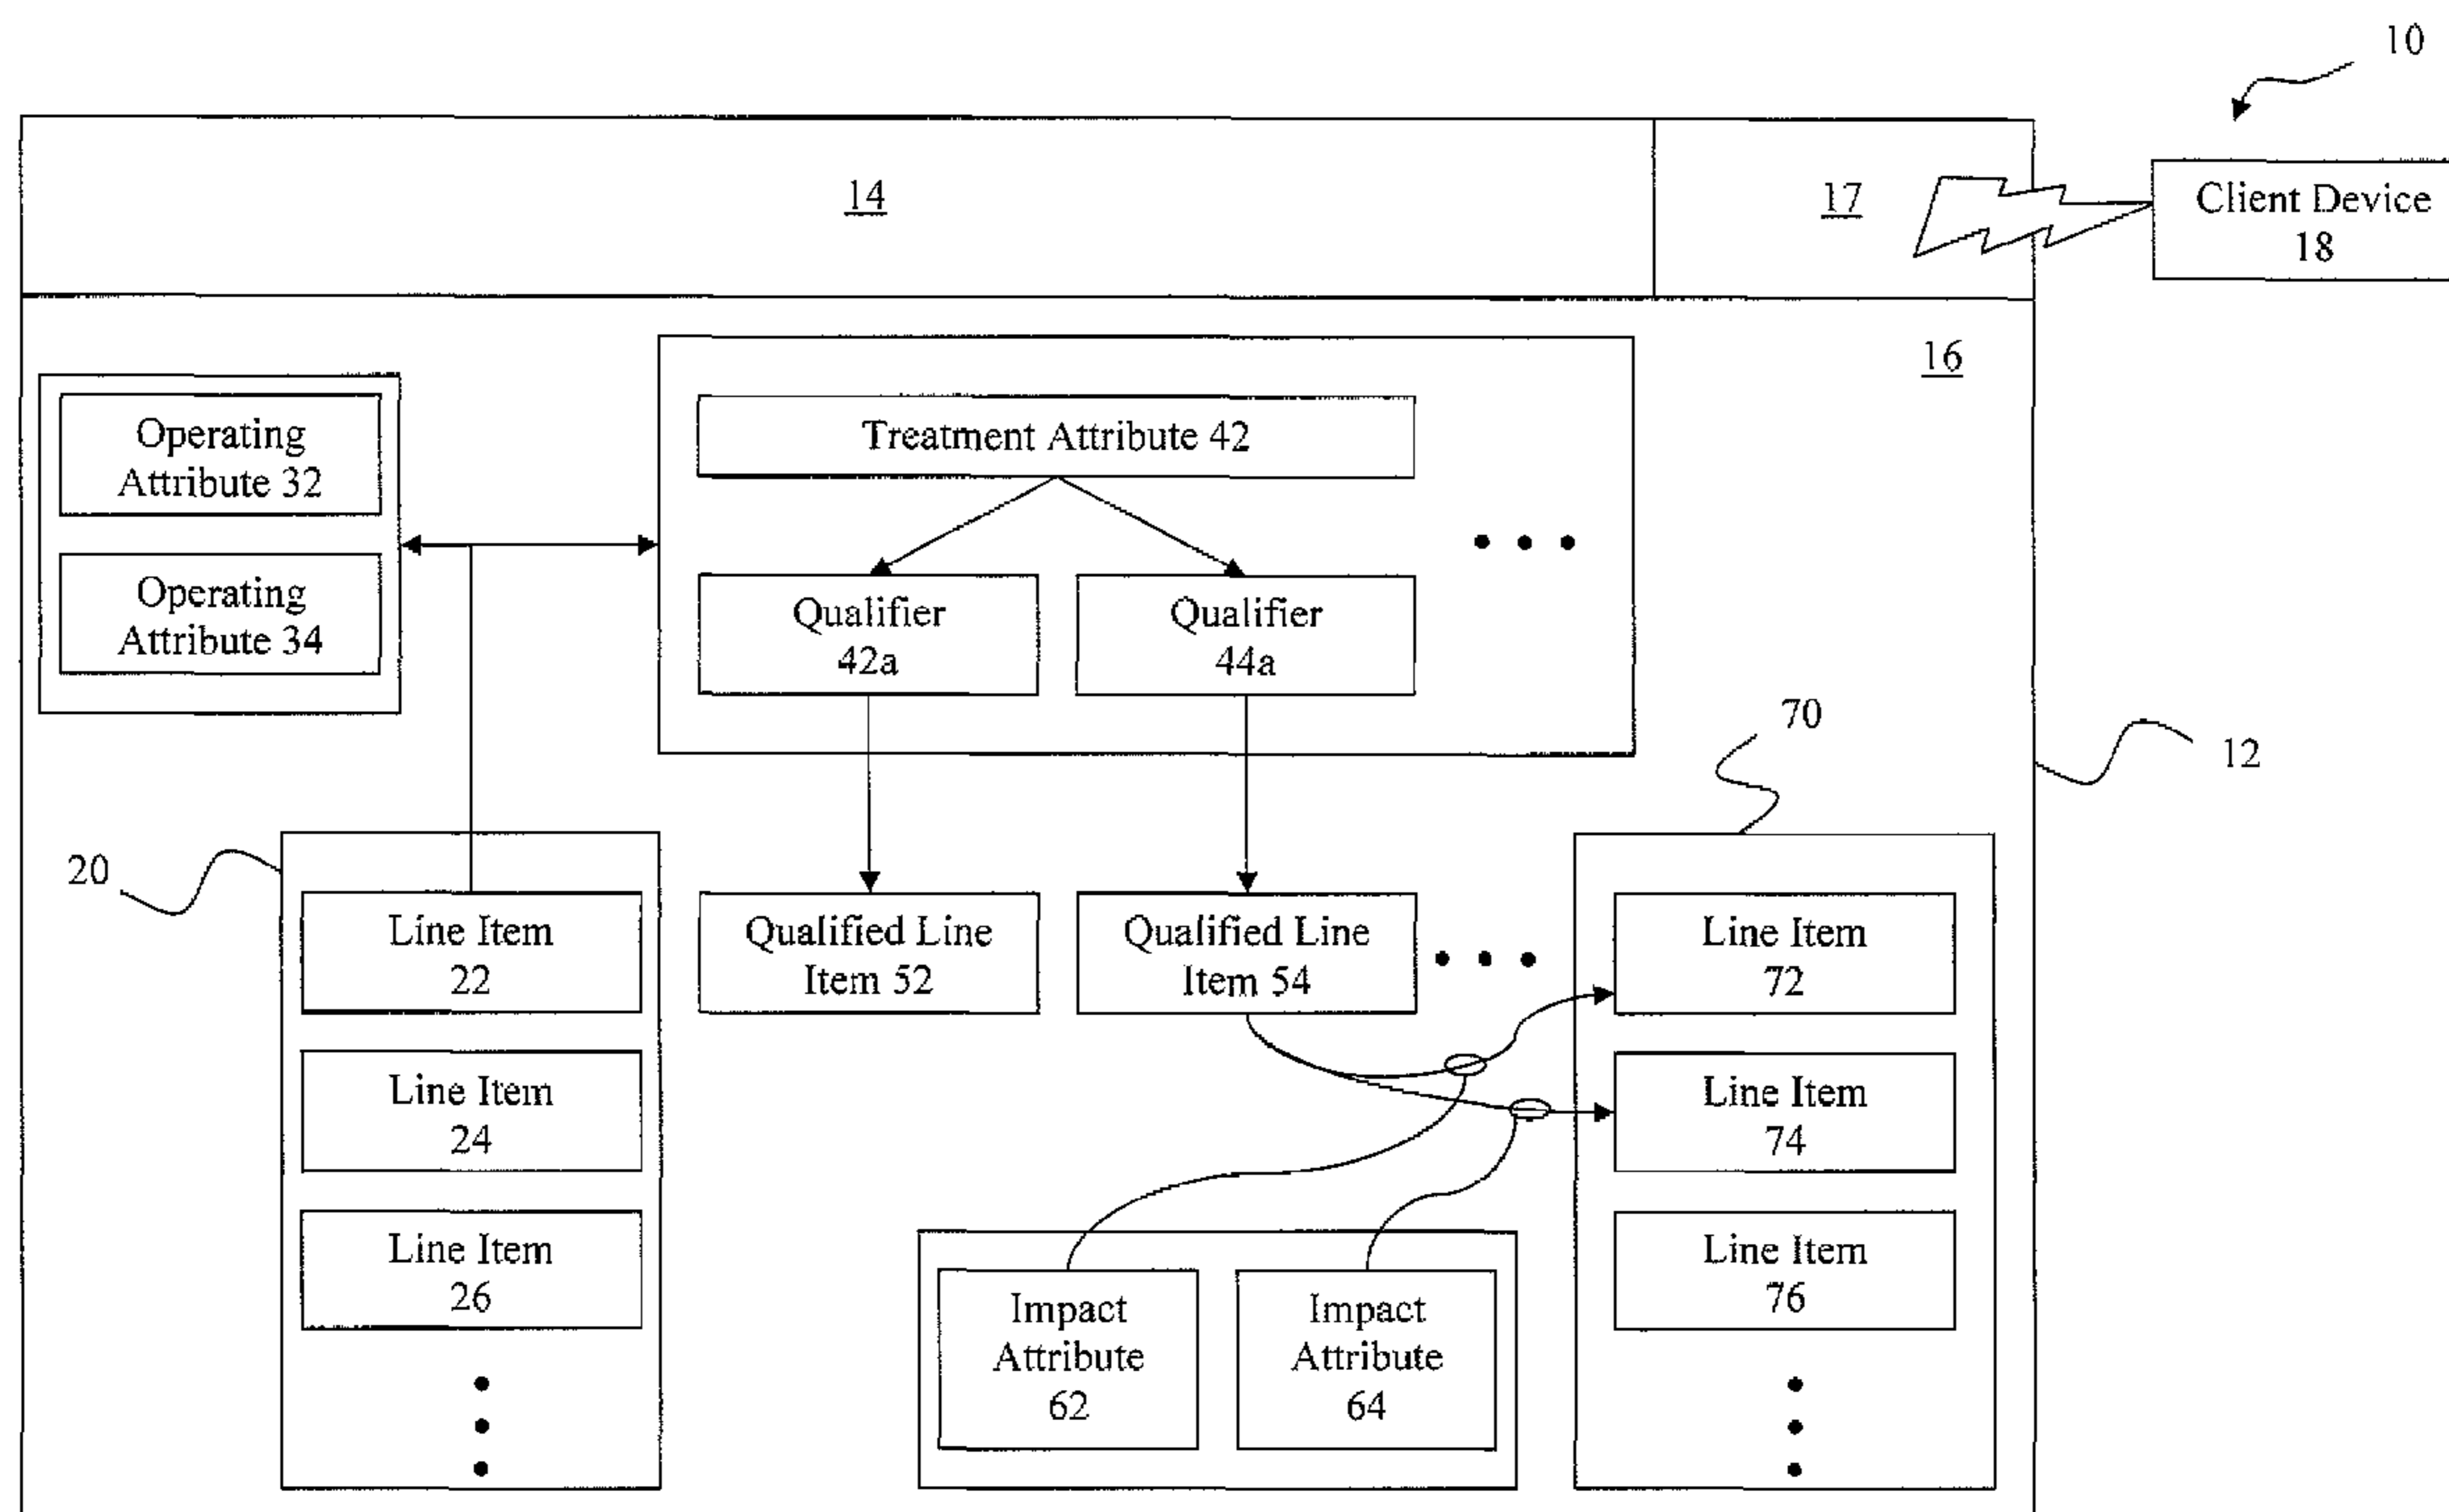 10
14
17
Client Device
18
16
Operating
Attribute 32
Operating
Attribute 34
Treatment Attribute 42
Qualifier
42a
Qualifier
44a
70
12
20
Line Item
22
Line Item
24
Line Item
26
Qualified Line
Item 52
Qualified Line
Item 54
Line Item
72
Line Item
74
Line Item
76
Impact
Attribute
62
Impact
Attribute
64